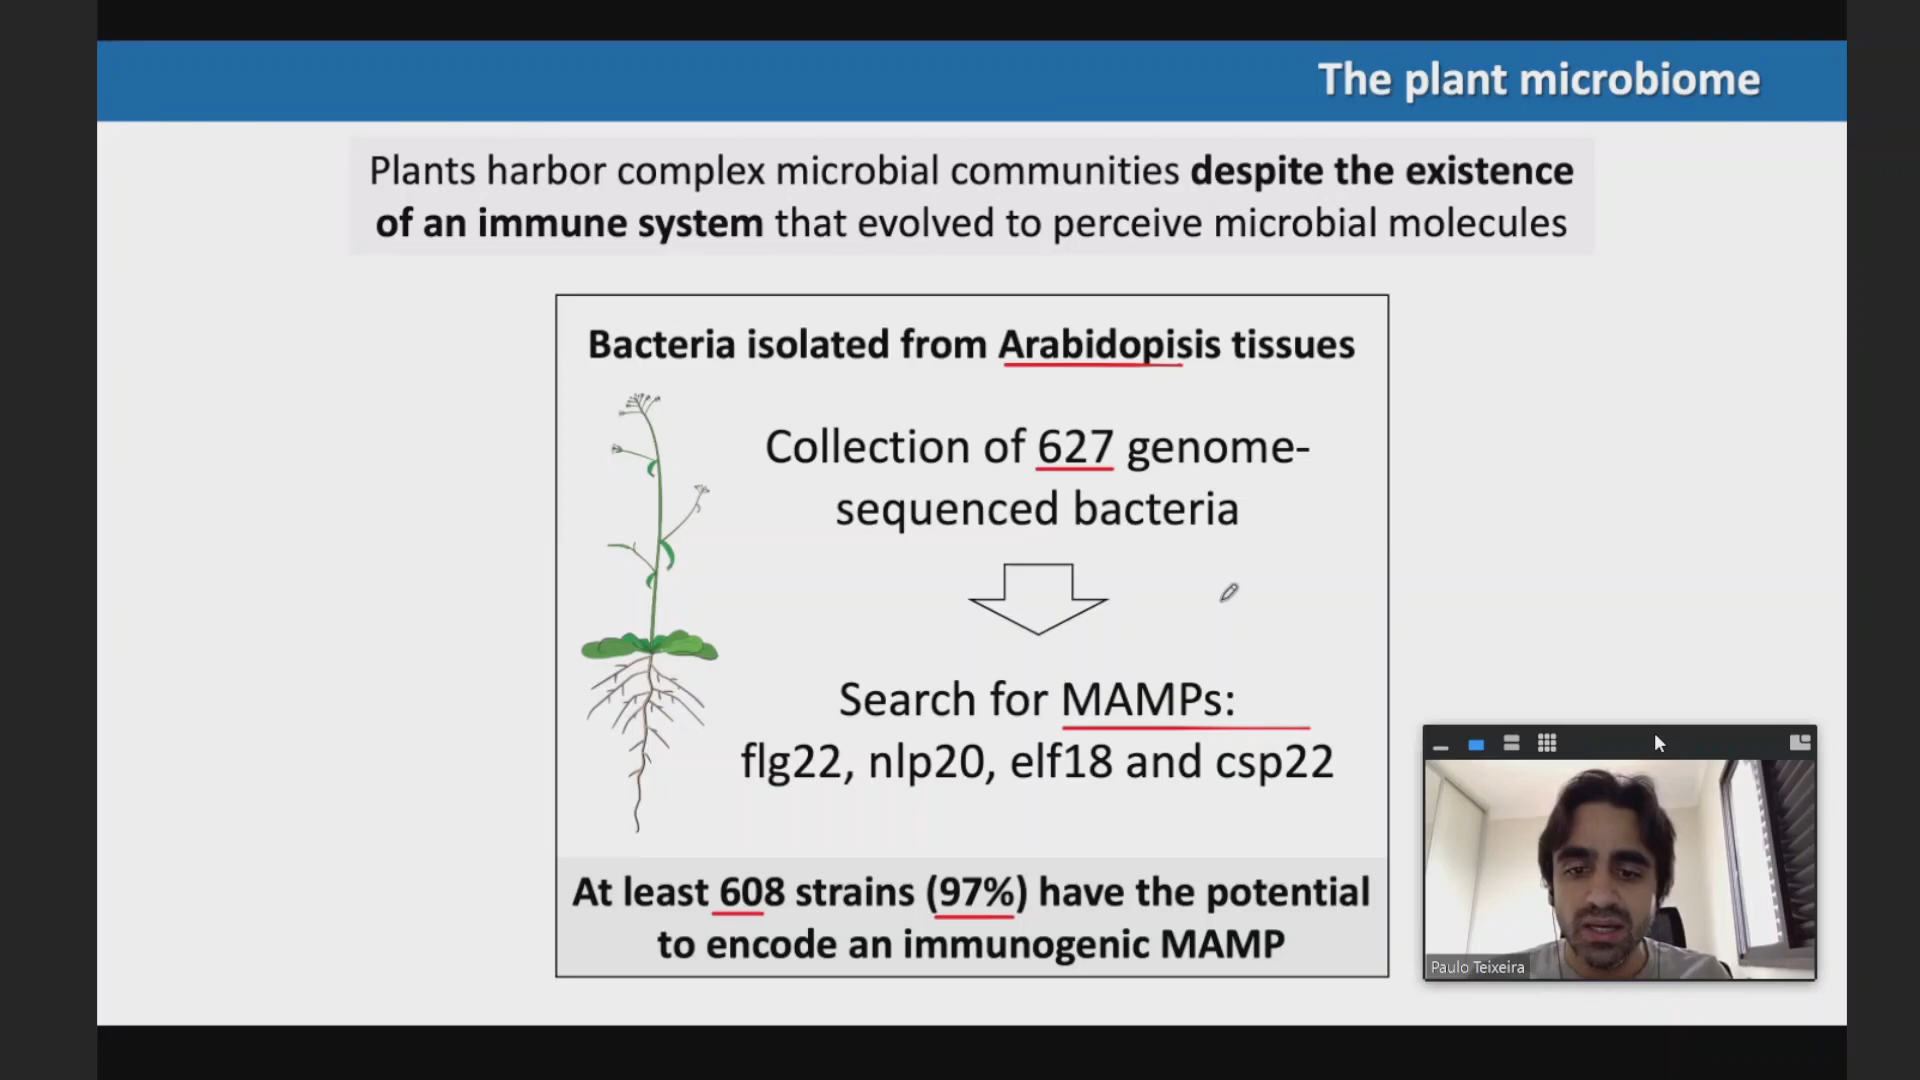 The plant microbiome
Plants harbor complex microbial communities despite the existence
of an immune system that evolved to perceive microbial molecules
Bacteria isolated from Arabidopisis tissues
Collection of 627 genome-
sequenced bacteria
Search for MAMPs:
flg22, nlp20, elf18 and csp22
At least 608 strains (97%) have the potential
to encode an immunogenic MAMP
Paulo Teixeira